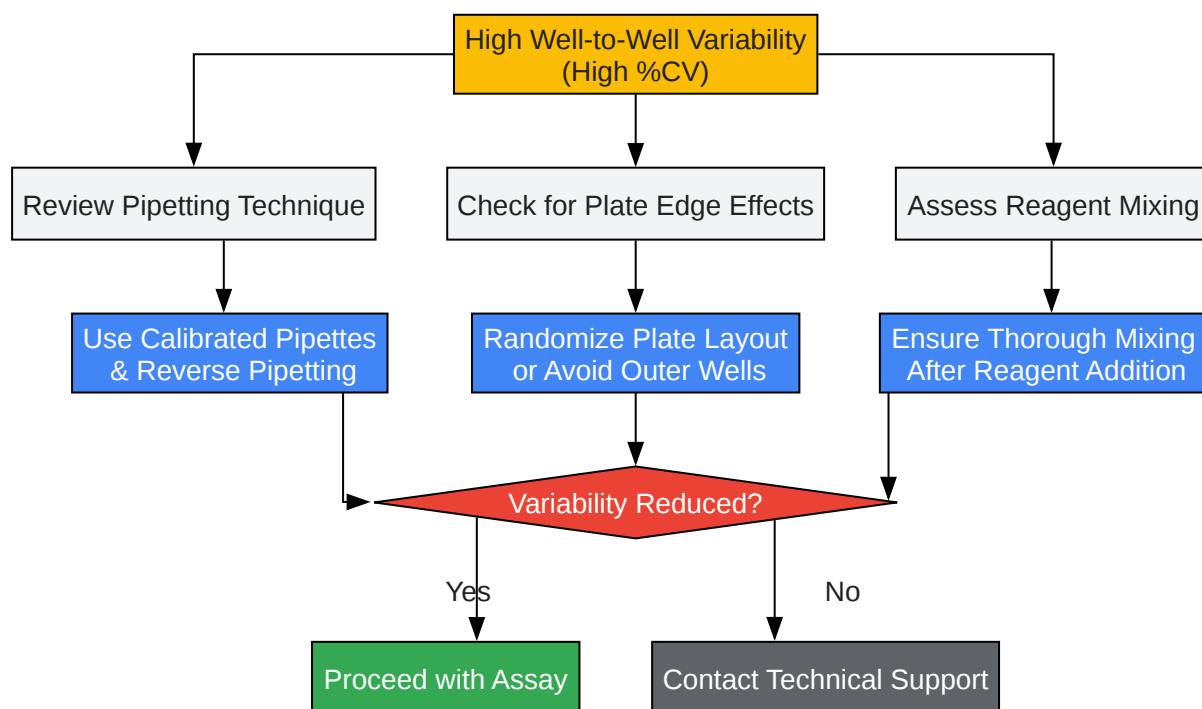 High Well-to-Well Variability
(High %CV)
Review Pipetting Technique
Check for Plate Edge Effects
Assess Reagent Mixing
Use Calibrated Pipettes
& Reverse Pipetting
Randomize Plate Layout
or Avoid Outer Wells
Ensure Thorough Mixing
After Reagent Addition
Variability Reduced?
Yes
No
Proceed with Assay
Contact Technical Support